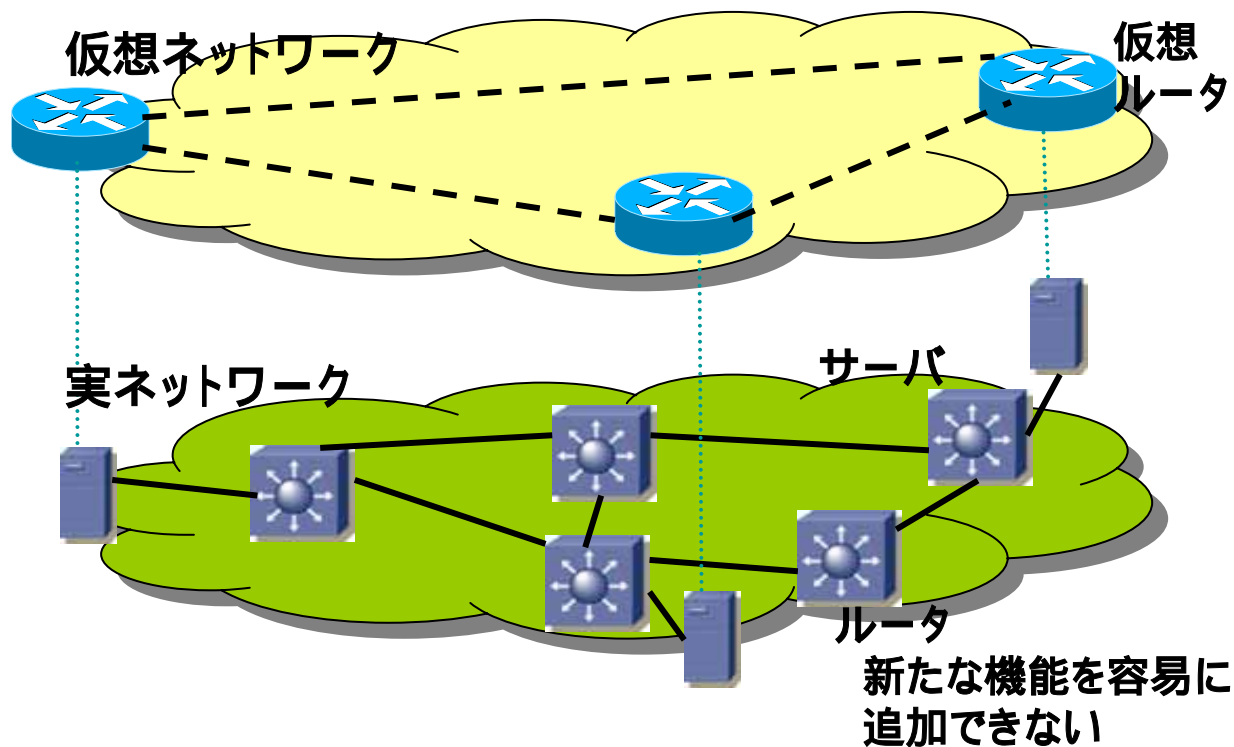 仮想ネットワーク
仮想
ルータ
実ネットワーク
サーバ
ルータ
新たな機能を容易に
追加できない